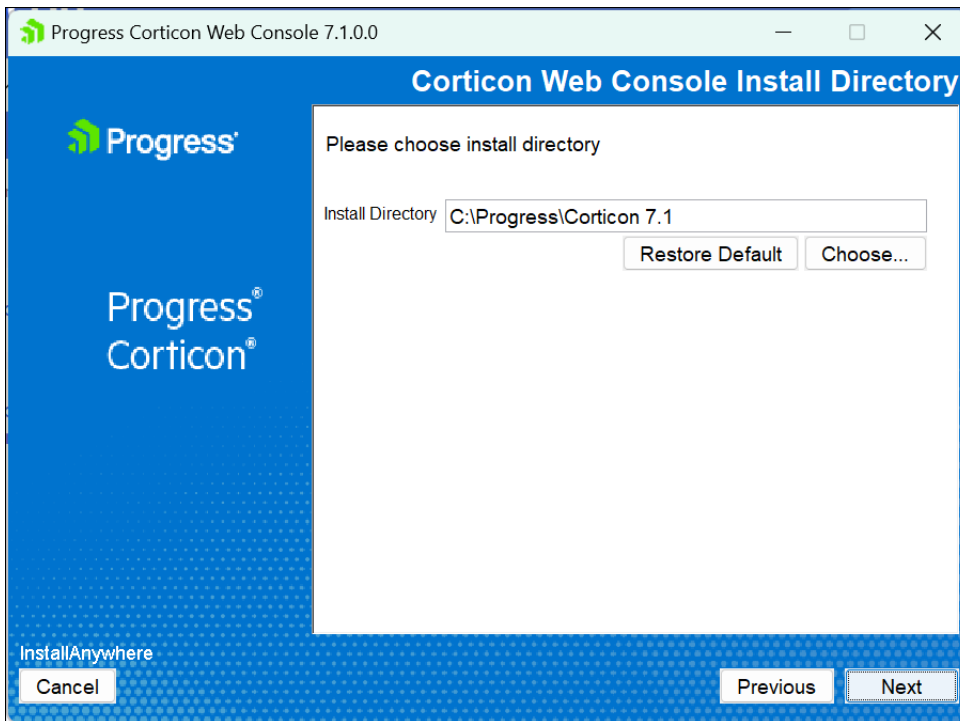 Progress Corticon Web Console 7.1.0.0
Corticon Web Console Install Directory
Progress
Please choose install directory
Install Directory C:\Progress\Corticon 7.1
Restore Default Choose...
Progress®
Corticon®
InstallAnywhere
Cancel Previous Next